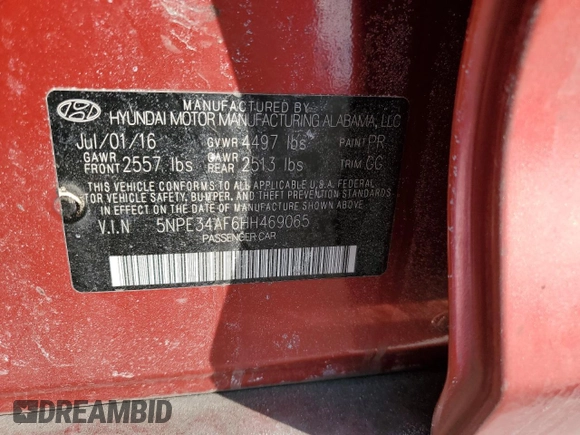 MANUFACTURED BY
HYUNDAI MOTOR MANUFACTURING ALABAMA, LLC
Jul/01/16 GVWR 4497 lbs PAINT PR
GAWR FRONT 2557 lbs GAWR REAR 2513 lbs TRIM GG
THIS VEHICLE CONFORMS TO ALL APPLICABLE U.S.A. FEDERAL
MOTOR VEHICLE SAFETY, BUMPER, AND THEFT PREVENTION STANDARDS
IN EFFECT ON THE DATE OF MANUFACTURE SHOWN ABOVE.
V.I.N 5NPE34AF6HH469065
PASSENGER CAR
DREAMBID